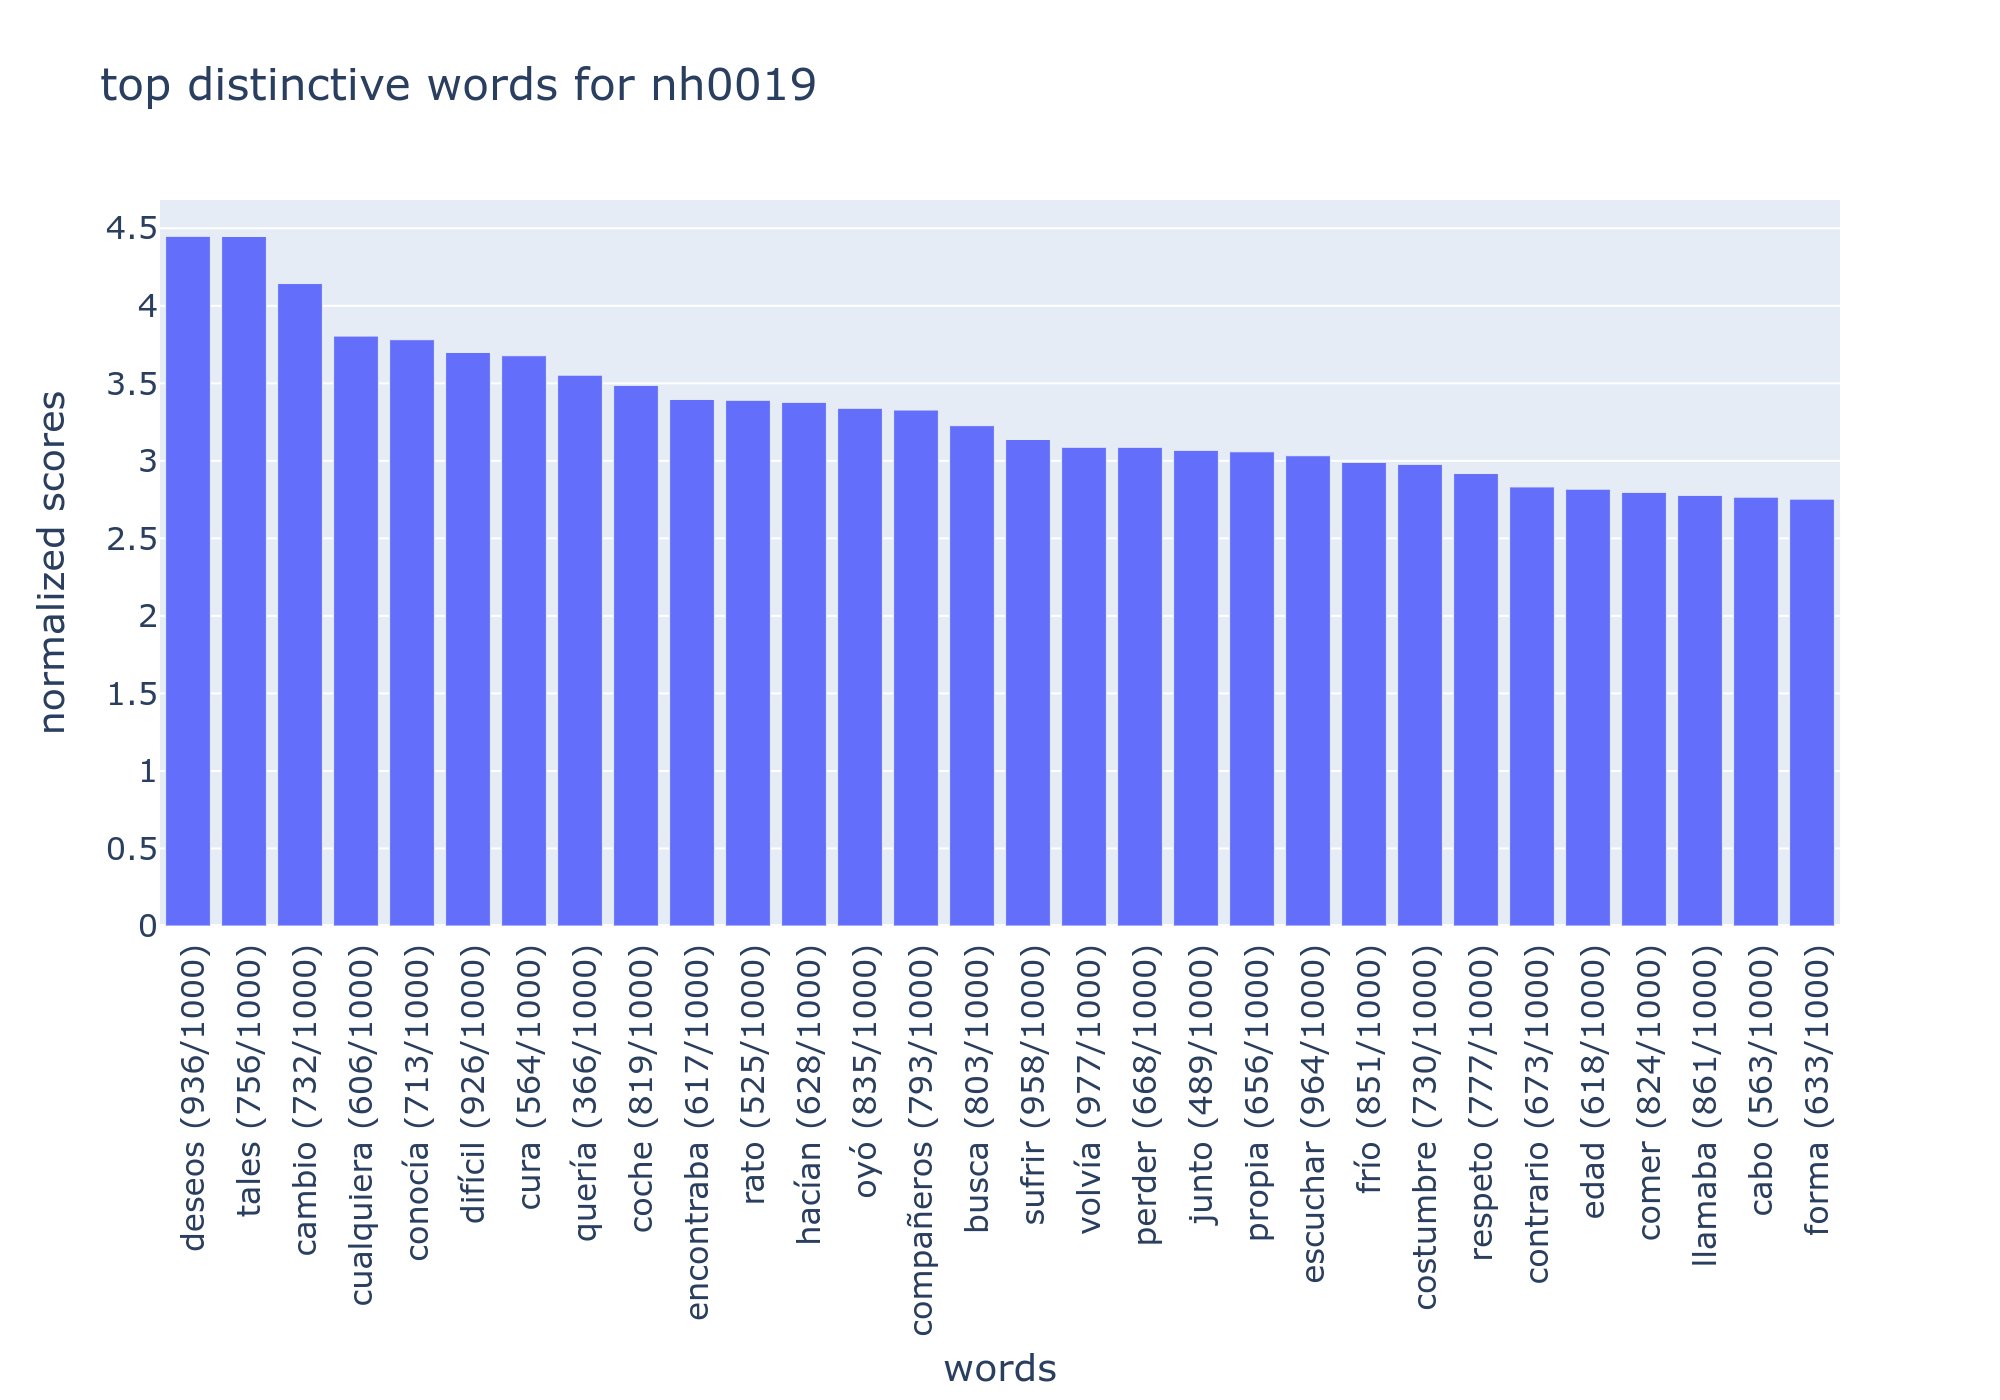 top distinctive words for nh0019
normalized scores
4.5
4
3.5
3
2.5
2
1.5
1
0.5
0
deseos (936/1000)
tales (756/1000)
cambio (732/1000)
cualquiera (606/1000)
conocía (713/1000)
difícil (926/1000)
cura (564/1000)
quería (366/1000)
coche (819/1000)
encontraba (617/1000)
rato (525/1000)
hacían (628/1000)
oyó (835/1000)
compañeros (793/1000)
busca (803/1000)
sufrir (958/1000)
volvía (977/1000)
perder (668/1000)
junto (489/1000)
propia (656/1000)
escuchar (964/1000)
frío (851/1000)
costumbre (730/1000)
respeto (777/1000)
contrario (673/1000)
edad (618/1000)
comer (824/1000)
llamaba (861/1000)
cabo (563/1000)
forma (633/1000)
words